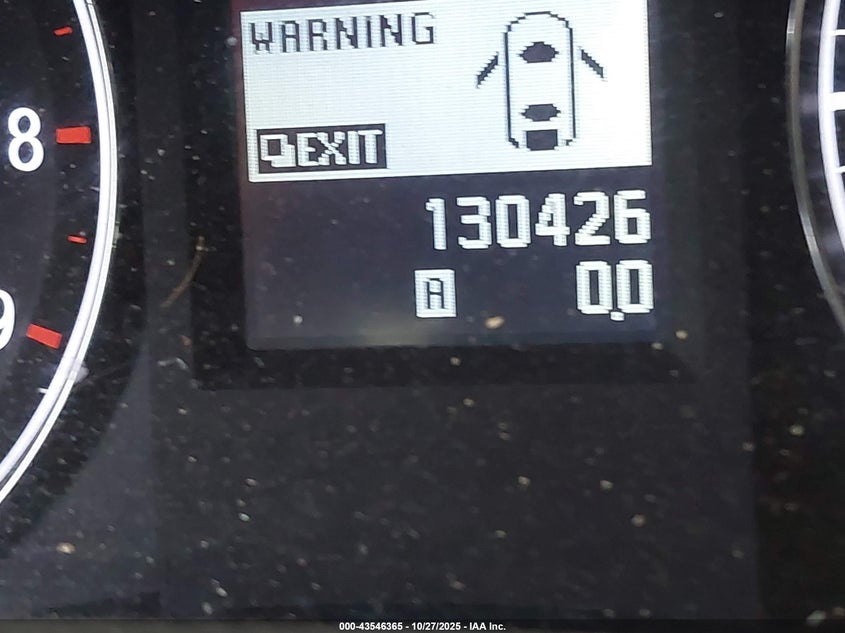 WARNING
EXIT
8
130426
A 0.0
9
000-43546365 - 10/27/2025 - IAA Inc.